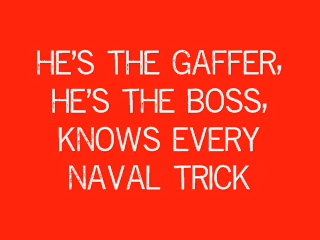 HE'S THE GAFFER,
HE'S THE BOSS,
KNOWS EVERY
NAVAL TRICK